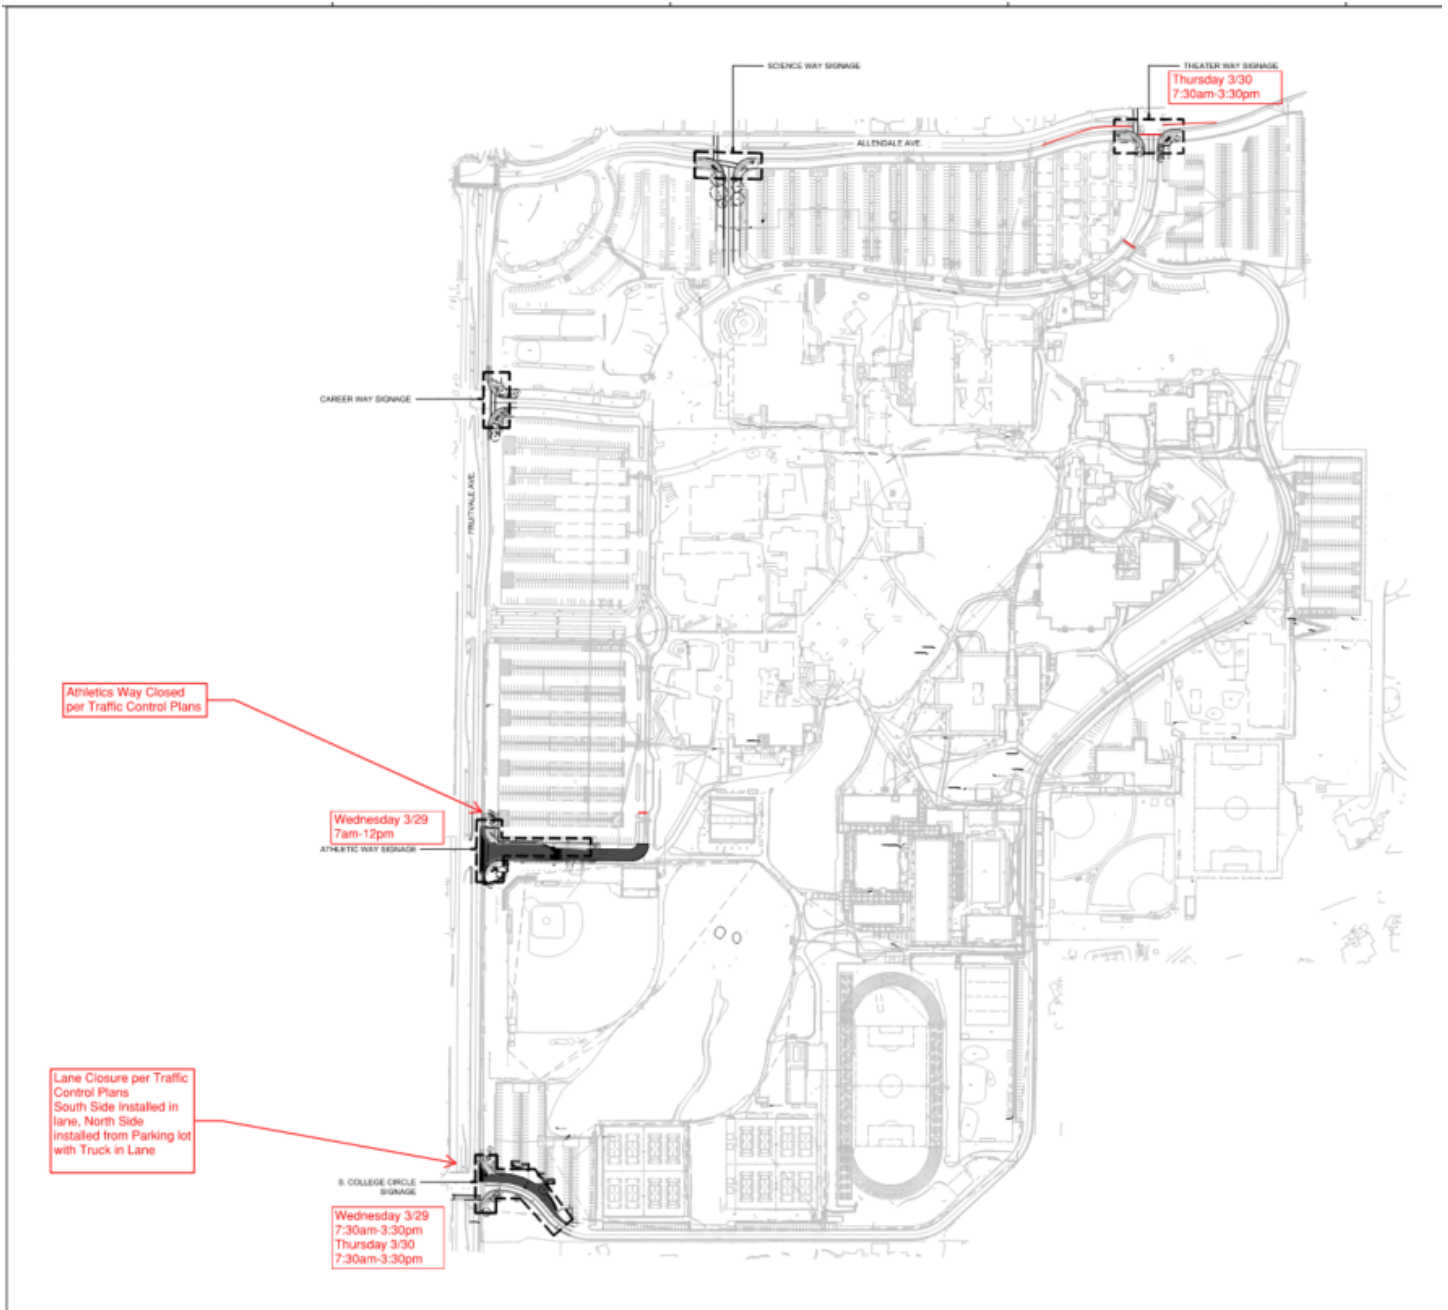 SCIENCE WAY SIGNAGE
THEATER WAY SIGNAGE
Thursday 3/30
7:30am-3:30pm
ALLENDALE AVE.
CAREER WAY SIGNAGE
FRUITVALE AVE.
Athletics Way Closed
per Traffic Control Plans
Wednesday 3/29
7am-12pm
ATHLETIC WAY SIGNAGE
Lane Closure per Traffic
Control Plans
South Side Installed in
lane, North Side
installed from Parking lot
with Truck in Lane
S. COLLEGE CIRCLE
SIGNAGE
Wednesday 3/29
7:30am-3:30pm
Thursday 3/30
7:30am-3:30pm